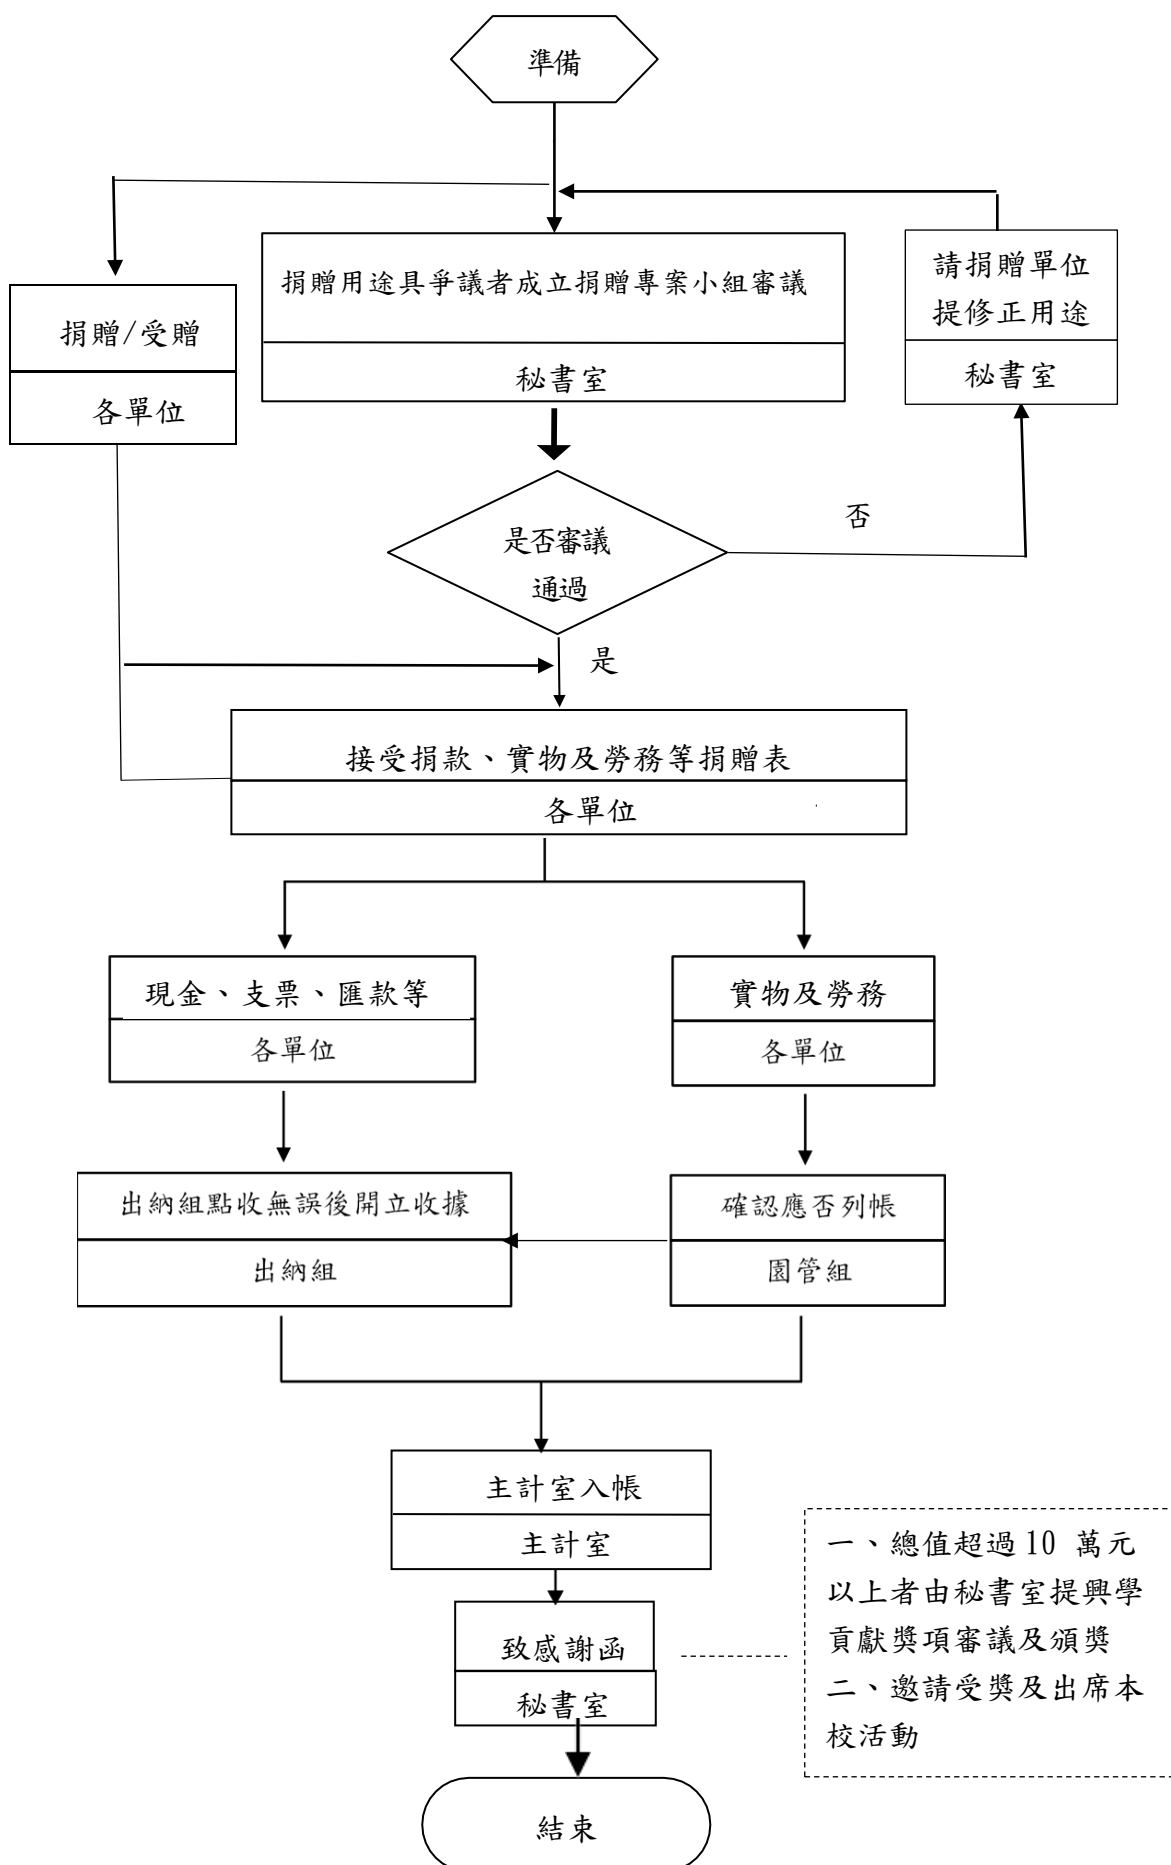 準備
捐贈用途具爭議者成立捐贈專案小組審議
秘書室
請捐贈單位
提修正用途
秘書室
捐贈/受贈
各單位
是否審議
通過
否
是
接受捐款、實物及勞務等捐贈表
各單位
現金、支票、匯款等
各單位
實物及勞務
各單位
出納組點收無誤後開立收據
出納組
確認應否列帳
園管組
主計室入帳
主計室
致感謝函
秘書室
一、總值超過10 萬元
以上者由秘書室提興學
貢獻獎項審議及頒獎
二、邀請受獎及出席本
校活動
結束